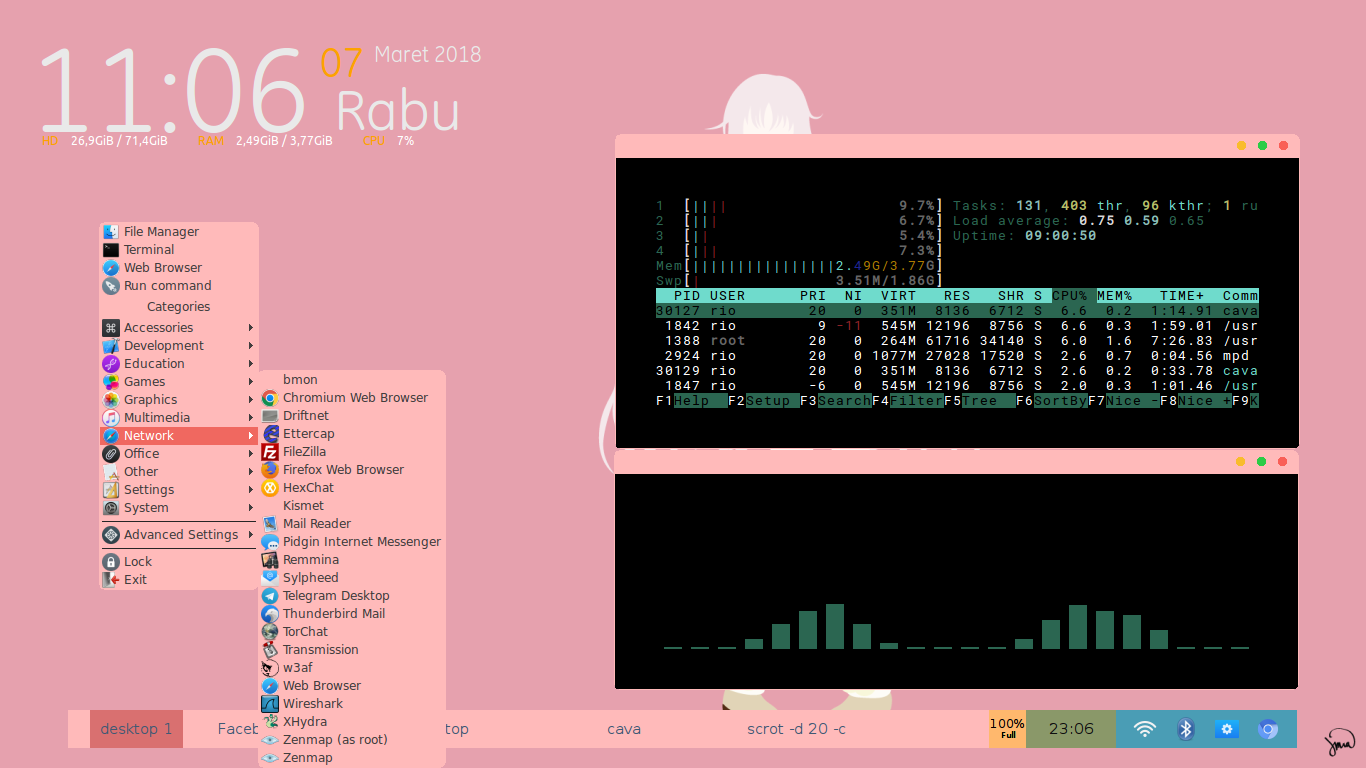 11:06 07 Maret 2018
Rabu
HD 26,9GiB / 71,4GiB RAM 2,49GiB / 3,77GiB CPU 7%
File Manager
Terminal
Web Browser
Run command
Categories
Accessories
Development
Education
Games
Graphics
Multimedia
Network
Office
Other
Settings
System
Advanced Settings
Lock
Exit
bmon
Chromium Web Browser
Driftnet
Ettercap
FileZilla
Firefox Web Browser
HexChat
Kismet
Mail Reader
Pidgin Internet Messenger
Remmina
Sylpheed
Telegram Desktop
Thunderbird Mail
TorChat
Transmission
w3af
Web Browser
Wireshark
XHydra
Zenmap (as root)
Zenmap
1 [|||| 9.7%] Tasks: 131, 403 thr, 96 kthr; 1 ru
2 [||| 6.7%] Load average: 0.75 0.59 0.65
3 [|| 5.4%] Uptime: 09:00:50
4 [||| 7.3%]
Mem[||||||||||||||||2.49G/3.77G]
Swp[| 3.51M/1.86G]
PID USER PRI NI VIRT RES SHR S CPU% MEM% TIME+ Comm
30127 rio 20 0 351M 8136 6712 S 6.6 0.2 1:14.91 cava
1842 rio 9 -11 545M 12196 8756 S 6.6 0.3 1:59.01 /usr
1388 root 20 0 264M 61716 34140 S 6.0 1.6 7:26.83 /usr
2924 rio 20 0 1077M 27028 17520 S 2.6 0.7 0:04.56 mpd
30129 rio 20 0 351M 8136 6712 S 2.6 0.2 0:33.78 cava
1847 rio -6 0 545M 12196 8756 S 2.0 0.3 1:01.46 /usr
F1Help F2Setup F3SearchF4FilterF5Tree F6SortByF7Nice -F8Nice +F9K
desktop 1 Faceb top cava scrot -d 20 -c 100% Full 23:06